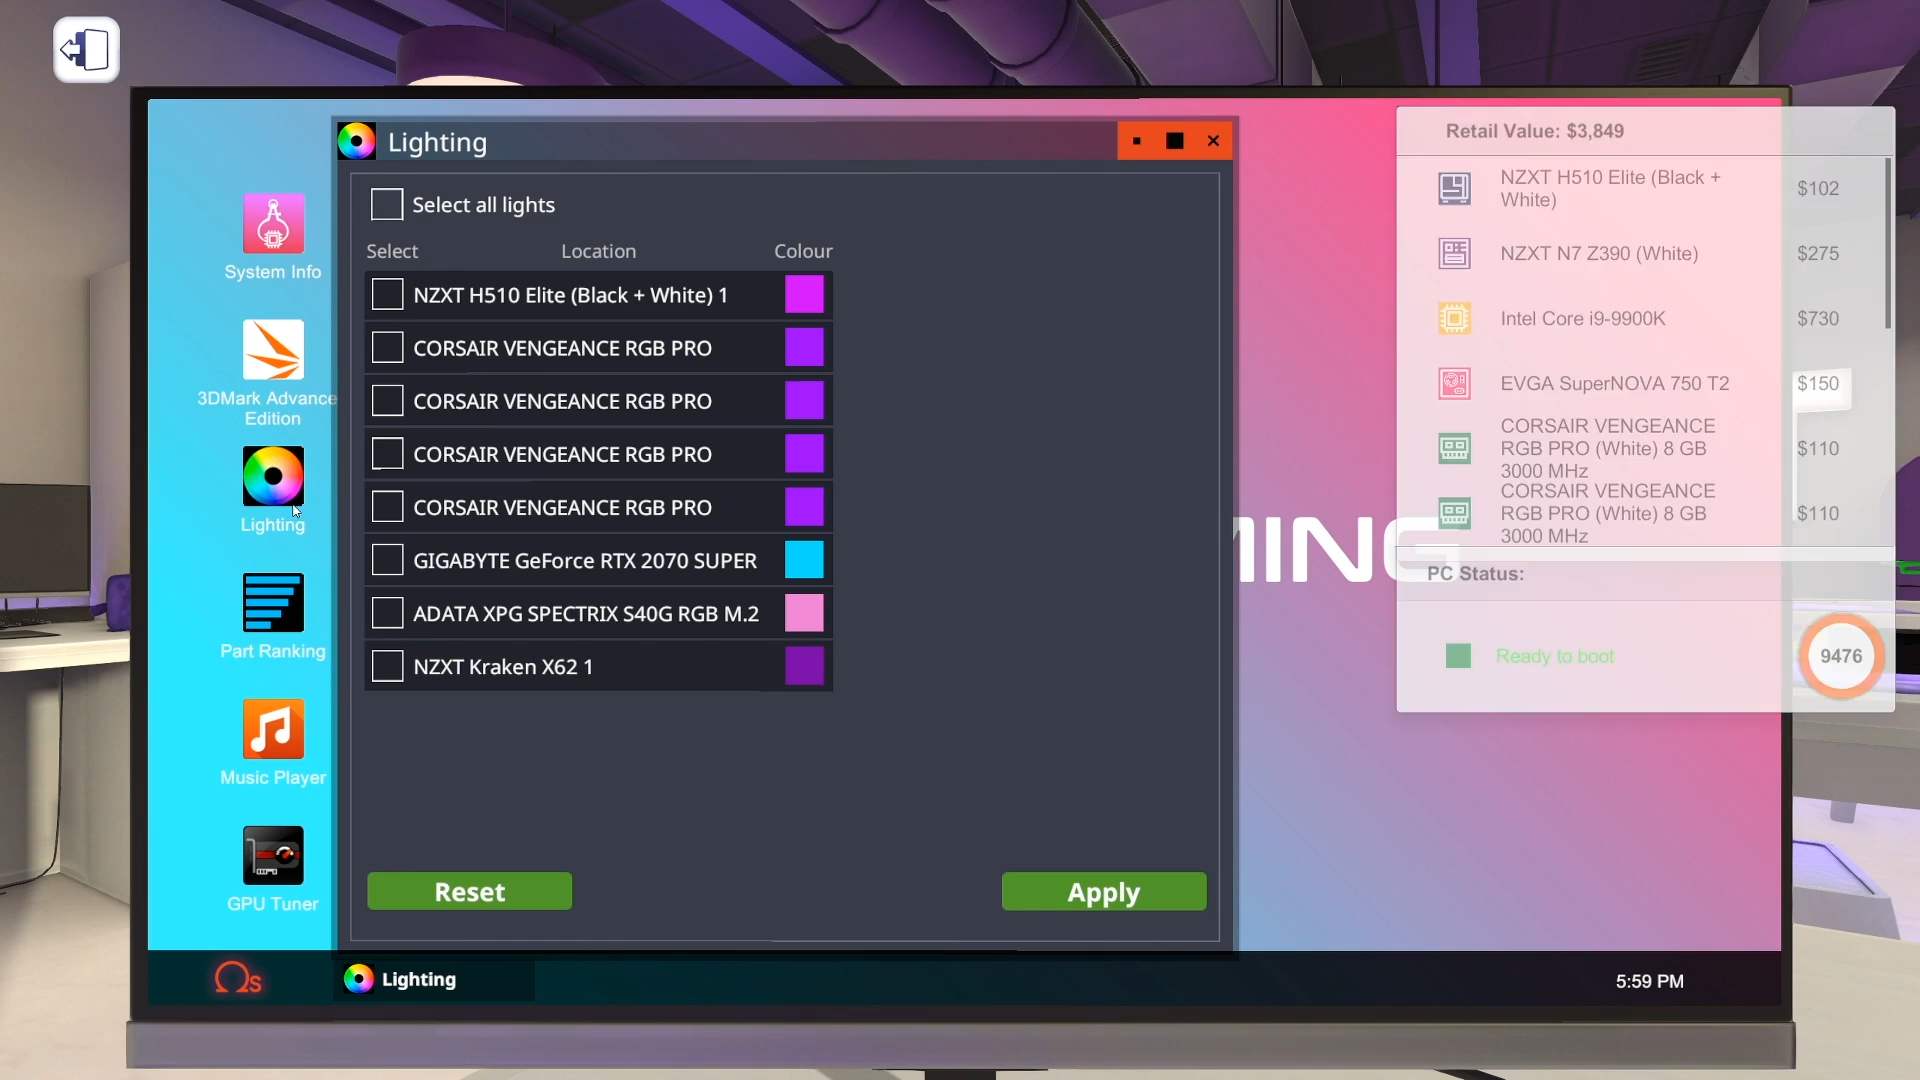 Lighting
Select all lights
Select Location Colour
NZXT H510 Elite (Black + White) 1
CORSAIR VENGEANCE RGB PRO
CORSAIR VENGEANCE RGB PRO
CORSAIR VENGEANCE RGB PRO
CORSAIR VENGEANCE RGB PRO
GIGABYTE GeForce RTX 2070 SUPER
ADATA XPG SPECTRIX S40G RGB M.2
NZXT Kraken X62 1
Reset
Apply
System Info
3DMark Advance
Edition
Lighting
Part Ranking
Music Player
GPU Tuner
MING
Retail Value: $3,849
NZXT H510 Elite (Black +
White)
$102
NZXT N7 Z390 (White)
$275
Intel Core i9-9900K
$730
EVGA SuperNOVA 750 T2
$150
CORSAIR VENGEANCE
RGB PRO (White) 8 GB
3000 MHz
$110
CORSAIR VENGEANCE
RGB PRO (White) 8 GB
3000 MHz
$110
PC Status:
Ready to boot
9476
Ωs
Lighting
5:59 PM